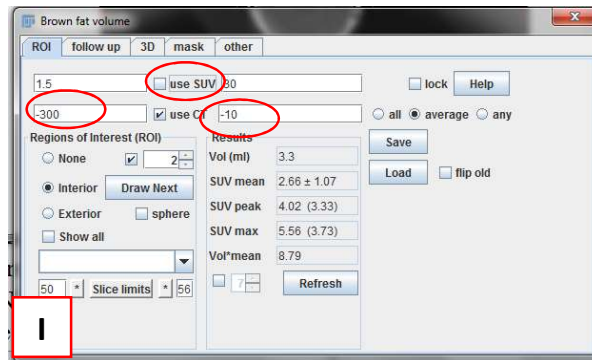 Brown fat volume
ROI follow up 3D mask other
1.5 use SUV 30 lock Help
-300 use CT -10 all average any
Regions of Interest (ROI) Results Save
None 2 Vol (ml) 3.3
Load flip old
Interior Draw Next SUV mean 2.66 ± 1.07
Exterior sphere SUV peak 4.02 (3.33)
Show all SUV max 5.56 (3.73)
Vol*mean 8.79
50 * Slice limits * 56 7 Refresh
I